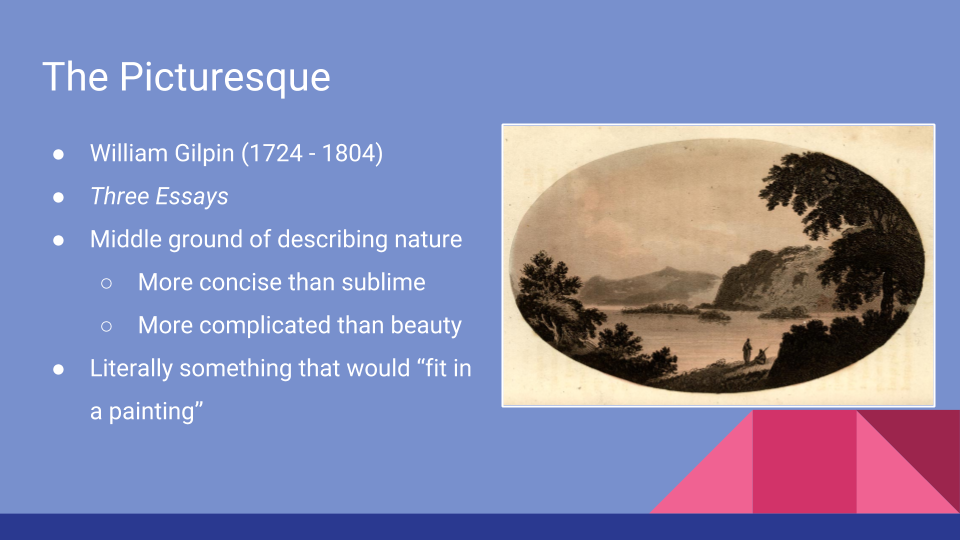 The Picturesque
● William Gilpin (1724 - 1804)
● Three Essays
● Middle ground of describing nature
○ More concise than sublime
○ More complicated than beauty
● Literally something that would “fit in
a painting”